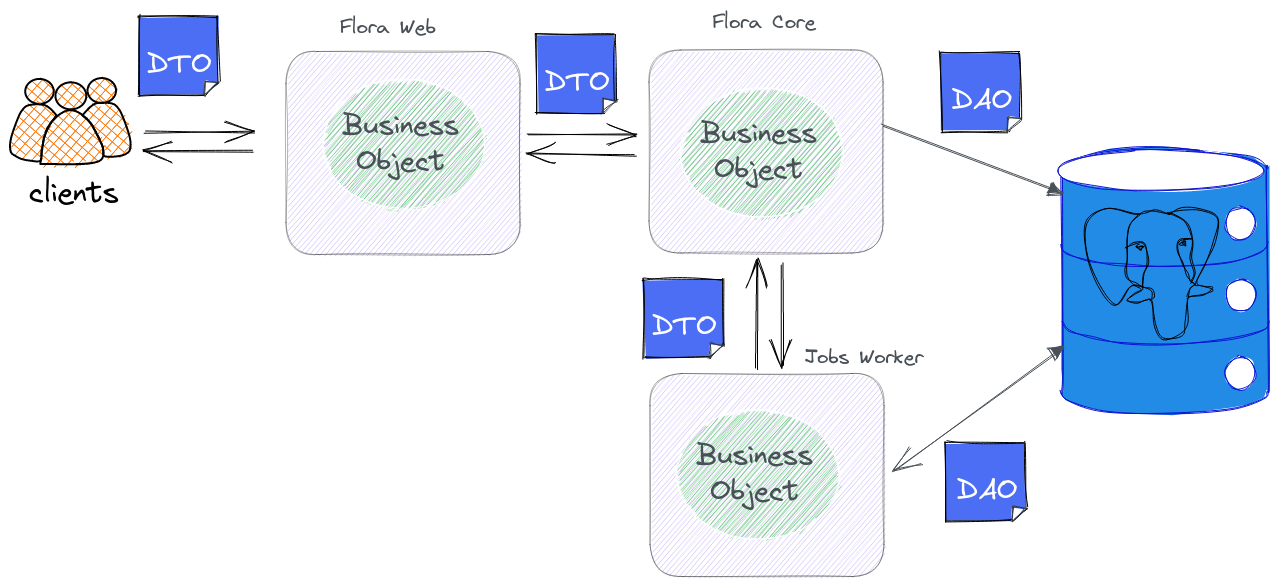 DTO
Flora Web
DTO
Flora Core
DAO
Business
Object
Business
Object
clients
DTO
Jobs Worker
Business
Object
DAO